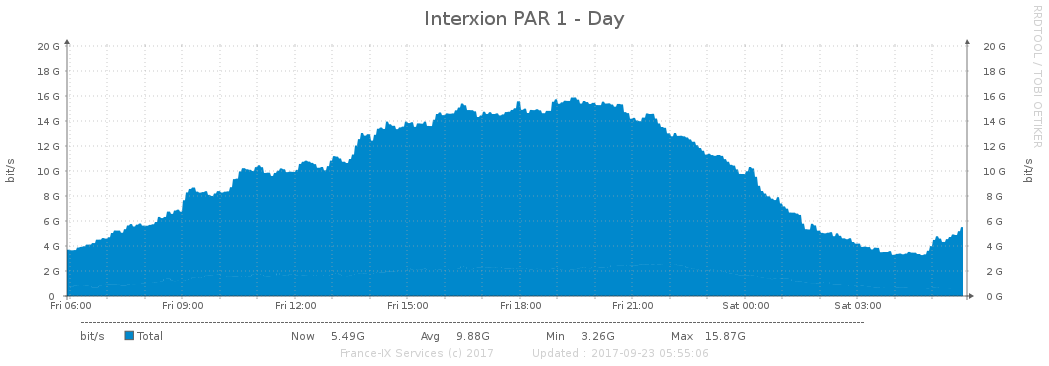 Interxion PAR 1 - Day
RRDTOOL / TOBI OETIKER
bit/s
20 G 20 G
18 G 18 G
16 G 16 G
14 G 14 G
12 G 12 G
10 G 10 G
8 G 8 G
6 G 6 G
4 G 4 G
2 G 2 G
0 0 G
bit/s
Fri 06:00 Fri 09:00 Fri 12:00 Fri 15:00 Fri 18:00 Fri 21:00 Sat 00:00 Sat 03:00
bit/s Total Now 5.49G Avg 9.88G Min 3.26G Max 15.87G
France-IX Services (c) 2017 Updated : 2017-09-23 05:55:06